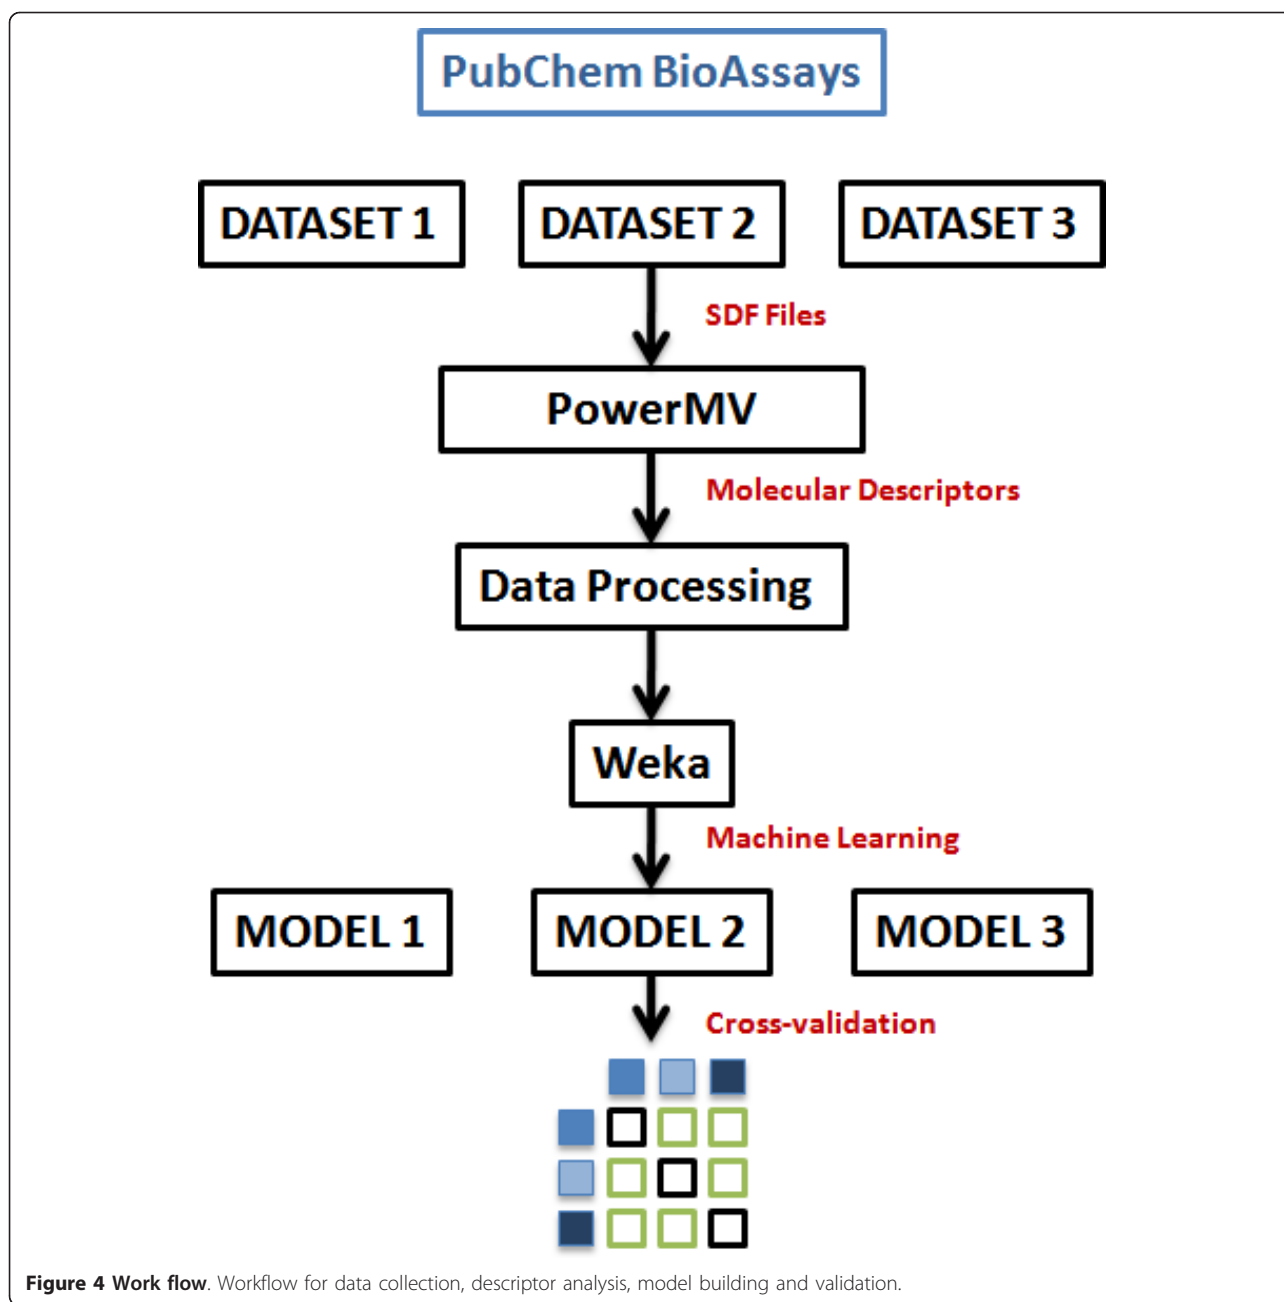 PubChem BioAssays
DATASET 1
DATASET 2
DATASET 3
SDF Files
PowerMV
Molecular Descriptors
Data Processing
Weka
Machine Learning
MODEL 1
MODEL 2
MODEL 3
Cross-validation
Figure 4 Work flow. Workflow for data collection, descriptor analysis, model building and validation.